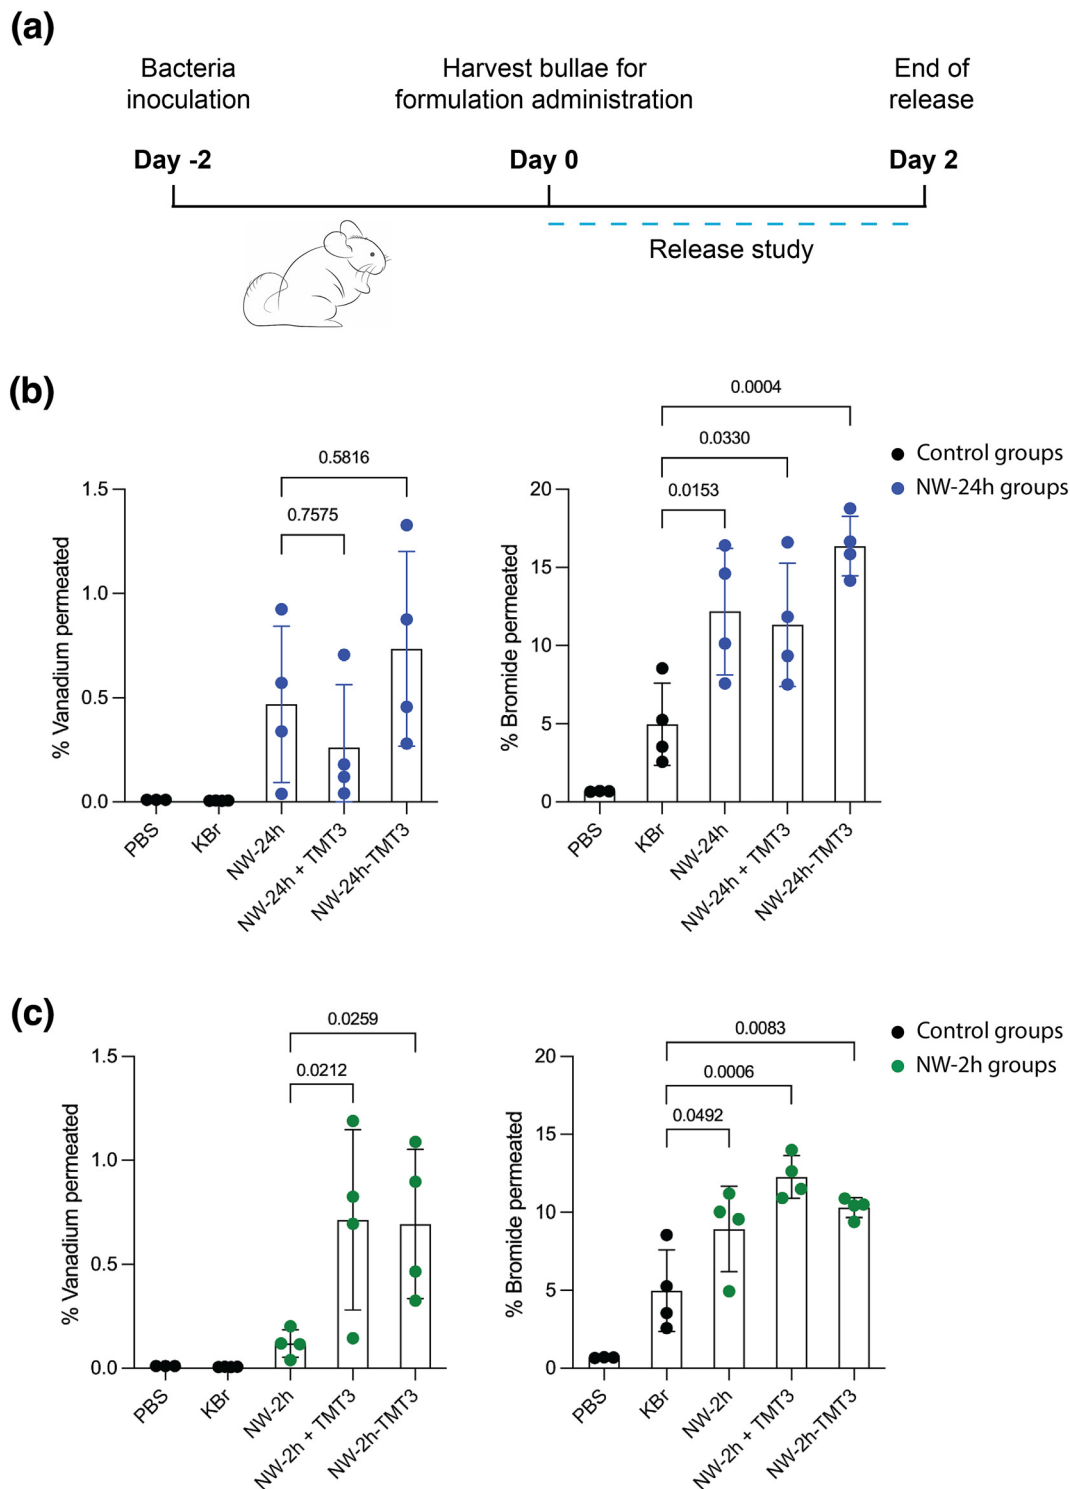 (a)
Bacteria
inoculation
Harvest bullae for
formulation administration
End of
release
Day -2
Day 0
Day 2
Release study
(b)
0.5816
0.7575
1.5
1.0
0.5
0.0
% Vanadium permeated
PBS
KBr
NW-24h
NW-24h + TMT3
NW-24h-TMT3
0.0004
0.0330
0.0153
20
15
10
5
0
% Bromide permeated
PBS
KBr
NW-24h
NW-24h + TMT3
NW-24h-TMT3
Control groups
NW-24h groups
(c)
0.0259
0.0212
1.5
1.0
0.5
0.0
% Vanadium permeated
PBS
KBr
NW-2h
NW-2h + TMT3
NW-2h-TMT3
0.0083
0.0006
0.0492
20
15
10
5
0
% Bromide permeated
PBS
KBr
NW-2h
NW-2h + TMT3
NW-2h-TMT3
Control groups
NW-2h groups